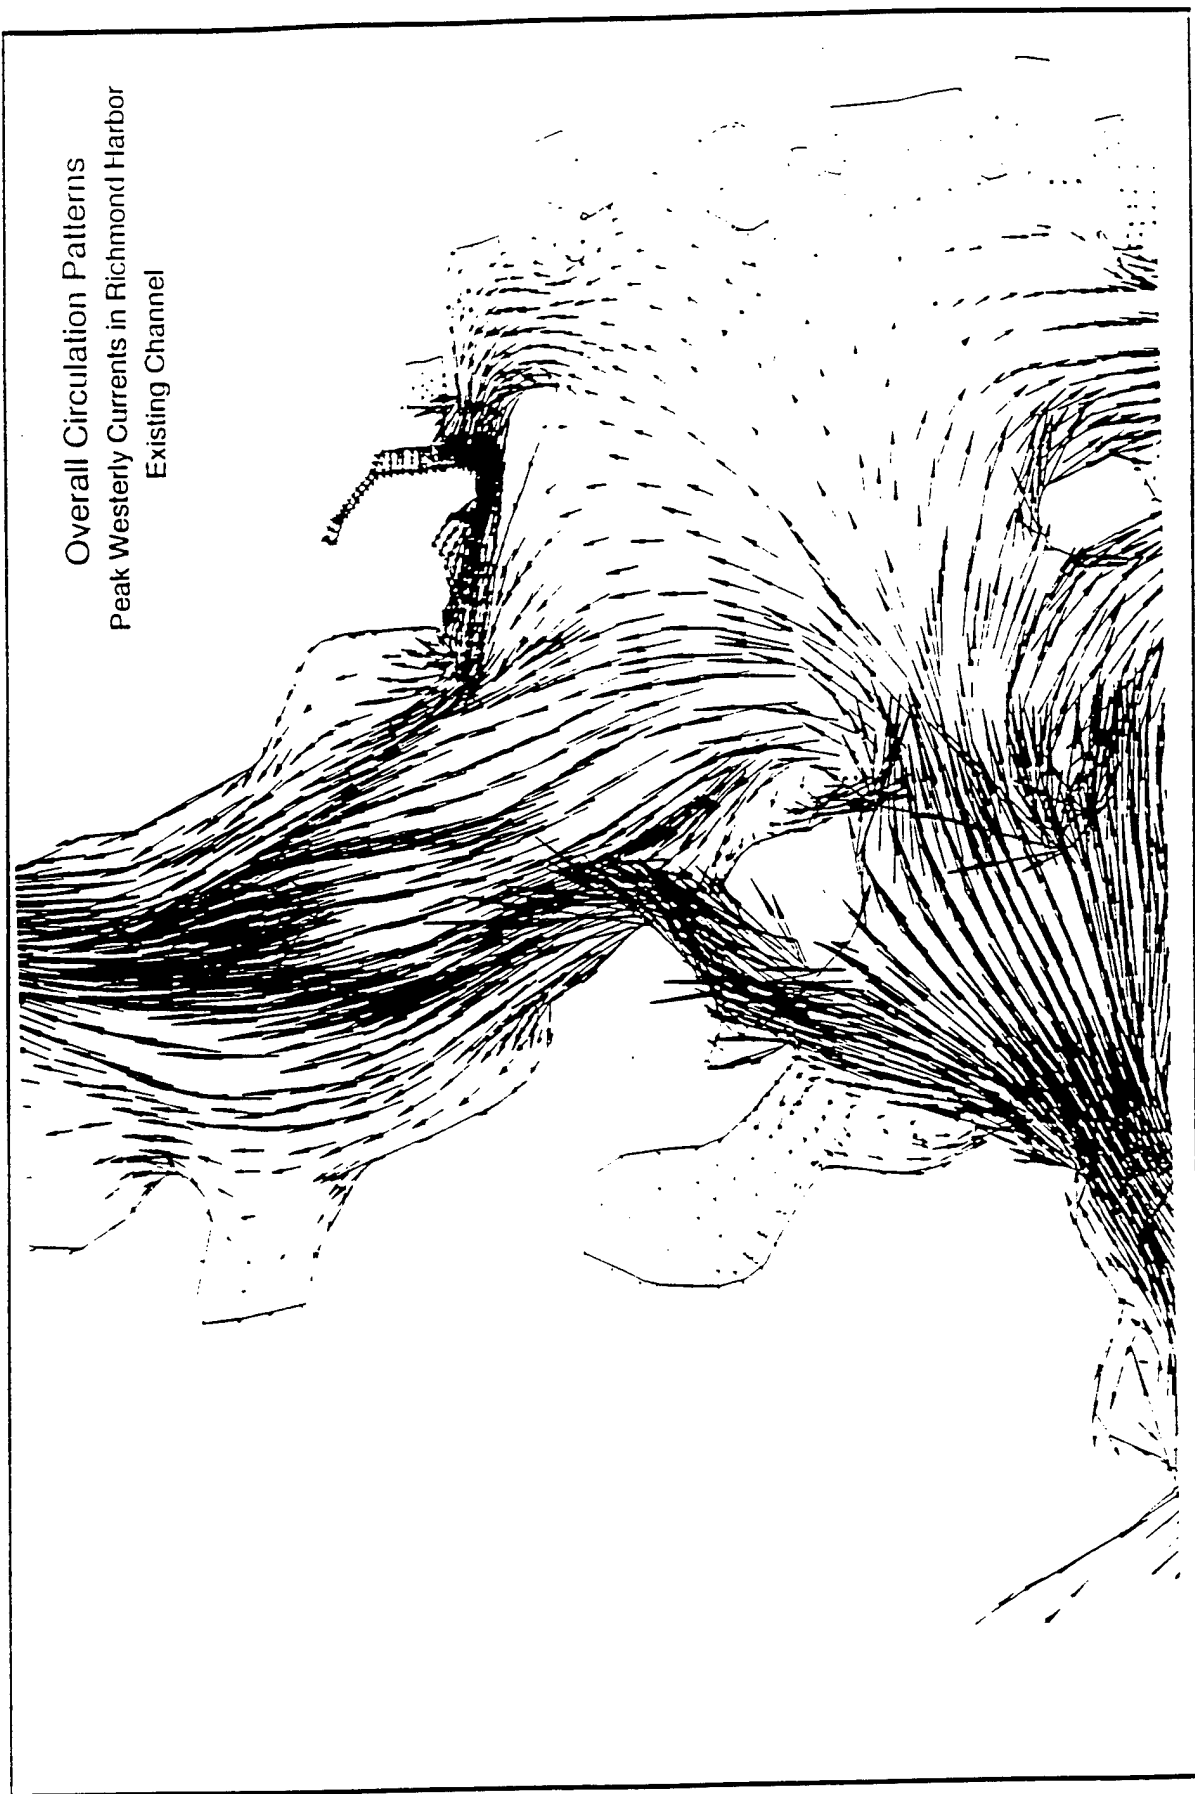 Overall Circulation Patterns
Peak Westerly Currents in Richmond Harbor
Existing Channel